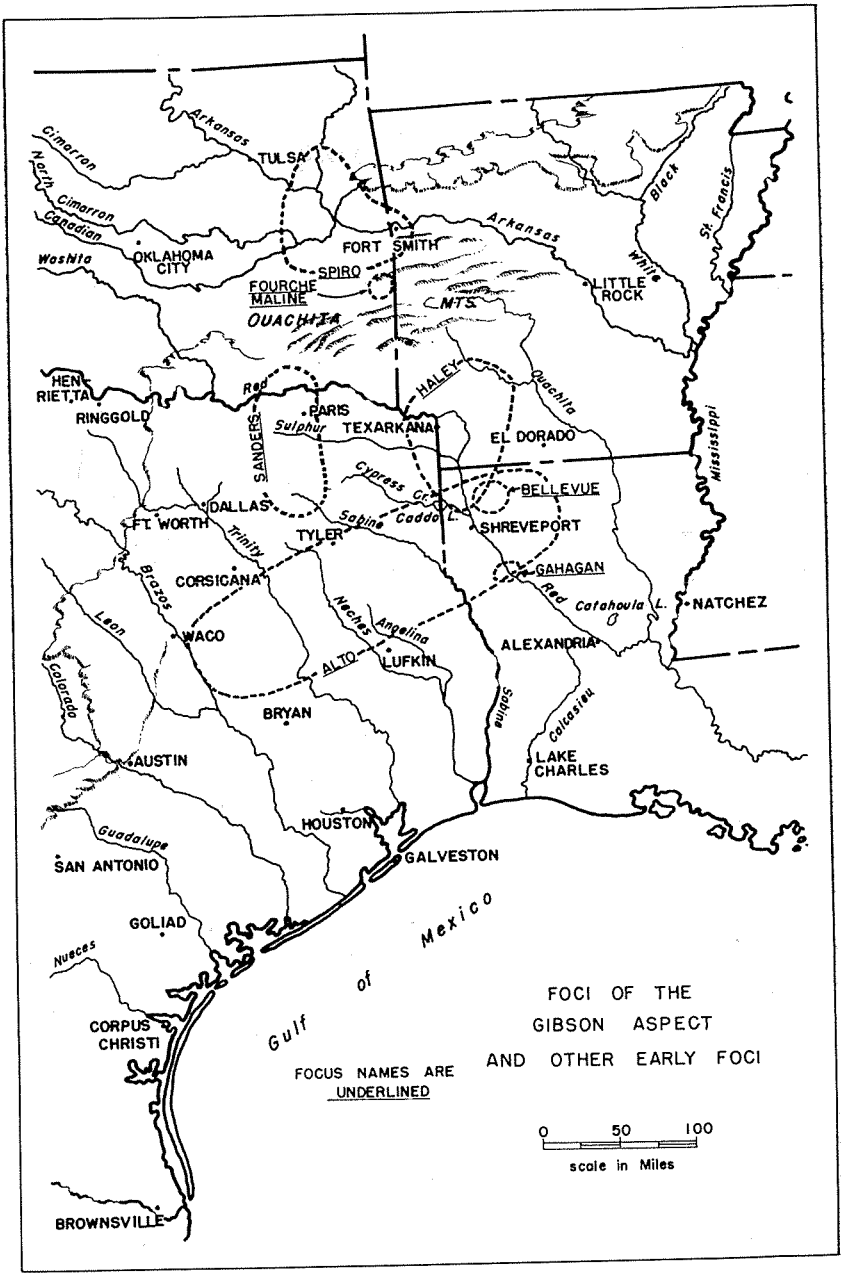 Arkansas
Cimarron
TULSA
North
Cimarron
Canadian
Washita
OKLAHOMA
CITY
FORT SMITH
Arkansas
Black
St. Francis
White
SPIRO
FOURCHE
MALINE
OUACHITA
MTS.
LITTLE
ROCK
HEN-
RIETTA
RINGGOLD
Red
PARIS
Sulphur
SANDERS
TEXARKANA
HALEY
Ouachita
EL DORADO
Mississippi
Cypress Cr.
BELLEVUE
DALLAS
FT. WORTH
Trinity
TYLER
Sabine
Caddo L.
SHREVEPORT
CORSICANA
GAHAGAN
Brazos
Leon
WACO
Neches
Angelina
Red
Catahoula L.
NATCHEZ
ALTO
LUFKIN
ALEXANDRIA
Colorado
BRYAN
Sabine
Calcasieu
AUSTIN
LAKE
CHARLES
HOUSTON
Guadalupe
SAN ANTONIO
GALVESTON
GOLIAD
Nueces
Gulf of Mexico
CORPUS
CHRISTI
FOCI OF THE
GIBSON ASPECT
AND OTHER EARLY FOCI
FOCUS NAMES ARE
UNDERLINED
0 50 100
scale in Miles
BROWNSVILLE